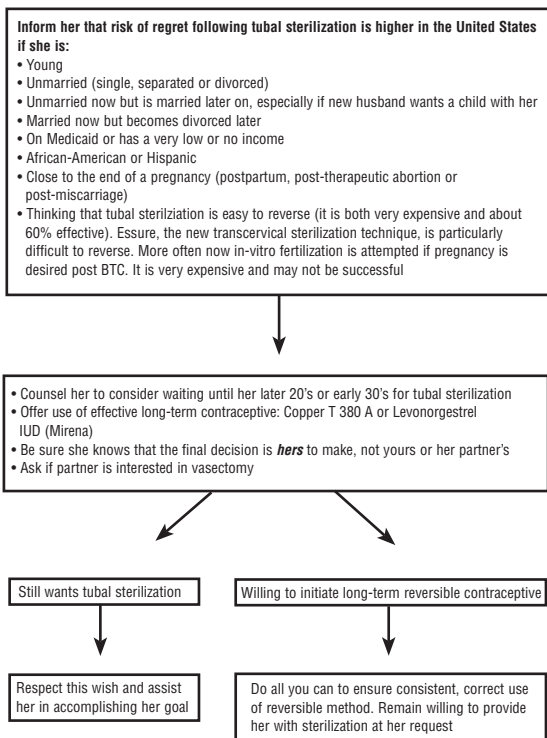 Inform her that risk of regret following tubal sterilization is higher in the United States
if she is:
• Young
• Unmarried (single, separated or divorced)
• Unmarried now but is married later on, especially if new husband wants a child with her
• Married now but becomes divorced later
• On Medicaid or has a very low or no income
• African-American or Hispanic
• Close to the end of a pregnancy (postpartum, post-therapeutic abortion or
post-miscarriage)
• Thinking that tubal sterilziation is easy to reverse (it is both very expensive and about
60% effective). Essure, the new transcervical sterilization technique, is particularly
difficult to reverse. More often now in-vitro fertilization is attempted if pregnancy is
desired post BTC. It is very expensive and may not be successful
• Counsel her to consider waiting until her later 20's or early 30's for tubal sterilization
• Offer use of effective long-term contraceptive: Copper T 380 A or Levonorgestrel
IUD (Mirena)
• Be sure she knows that the final decision is hers to make, not yours or her partner's
• Ask if partner is interested in vasectomy
Still wants tubal sterilization
Willing to initiate long-term reversible contraceptive
Respect this wish and assist
her in accomplishing her goal
Do all you can to ensure consistent, correct use
of reversible method. Remain willing to provide
her with sterilization at her request